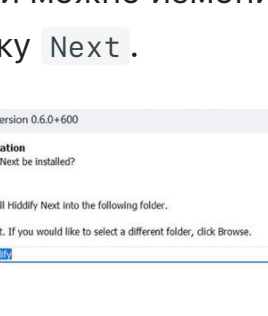 и можно измени
ку Next.
ersion 0.6.0+600
ation
Next be installed?
ll Hiddify Next into the following folder.
t. If you would like to select a different folder, click Browse.
ify